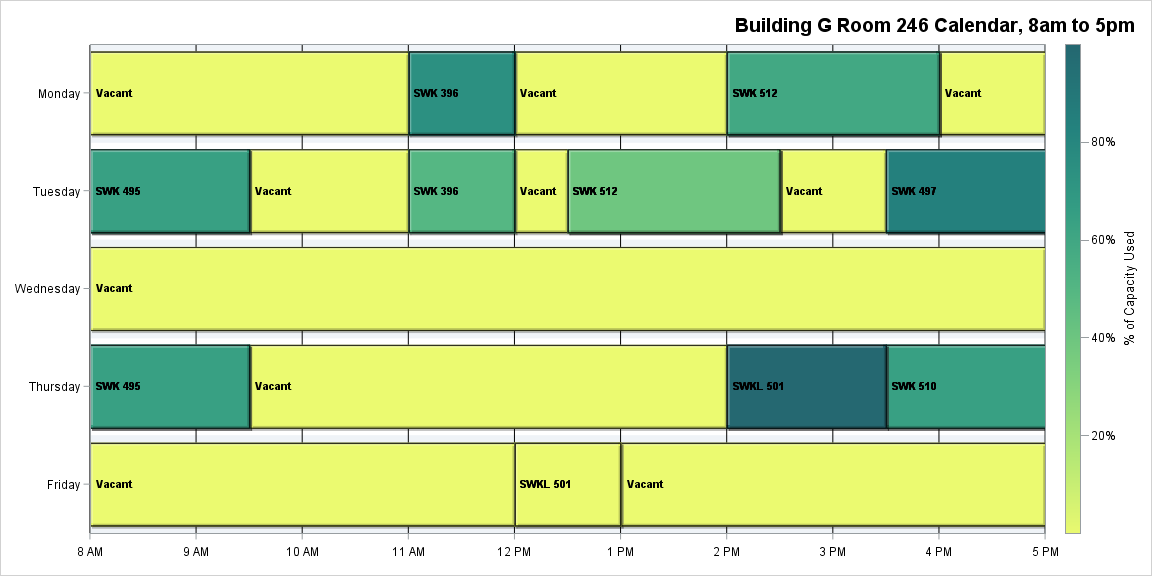 Building G Room 246 Calendar, 8am to 5pm
Monday
Vacant
SWK 396
Vacant
SWK 512
Vacant
Tuesday
SWK 495
Vacant
SWK 396
Vacant
SWK 512
Vacant
SWK 497
Wednesday
Vacant
Thursday
SWK 495
Vacant
SWKL 501
SWK 510
Friday
Vacant
SWKL 501
Vacant
8 AM
9 AM
10 AM
11 AM
12 PM
1 PM
2 PM
3 PM
4 PM
5 PM
80%
60%
40%
20%
% of Capacity Used